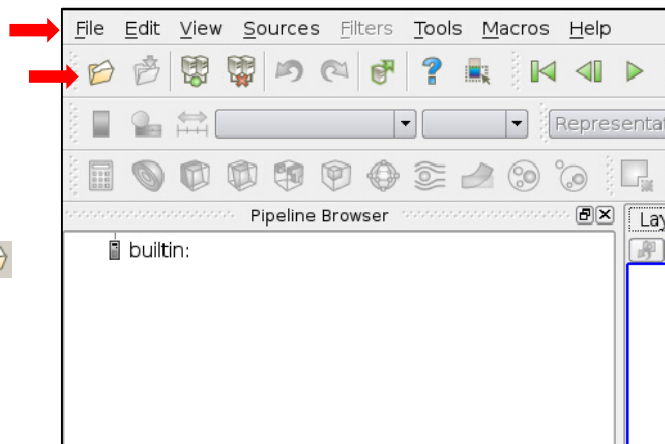 File Edit View Sources Filters Tools Macros Help
?
Representat
Pipeline Browser
Lay
builtin: